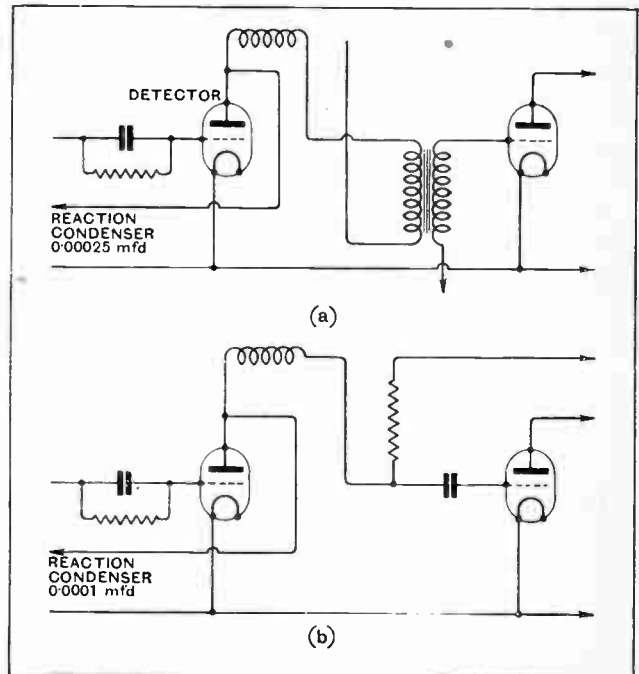 DETECTOR
REACTION
CONDENSER
0·00025 mfd
(a)
REACTION
CONDENSER
0·0001 mfd
(b)